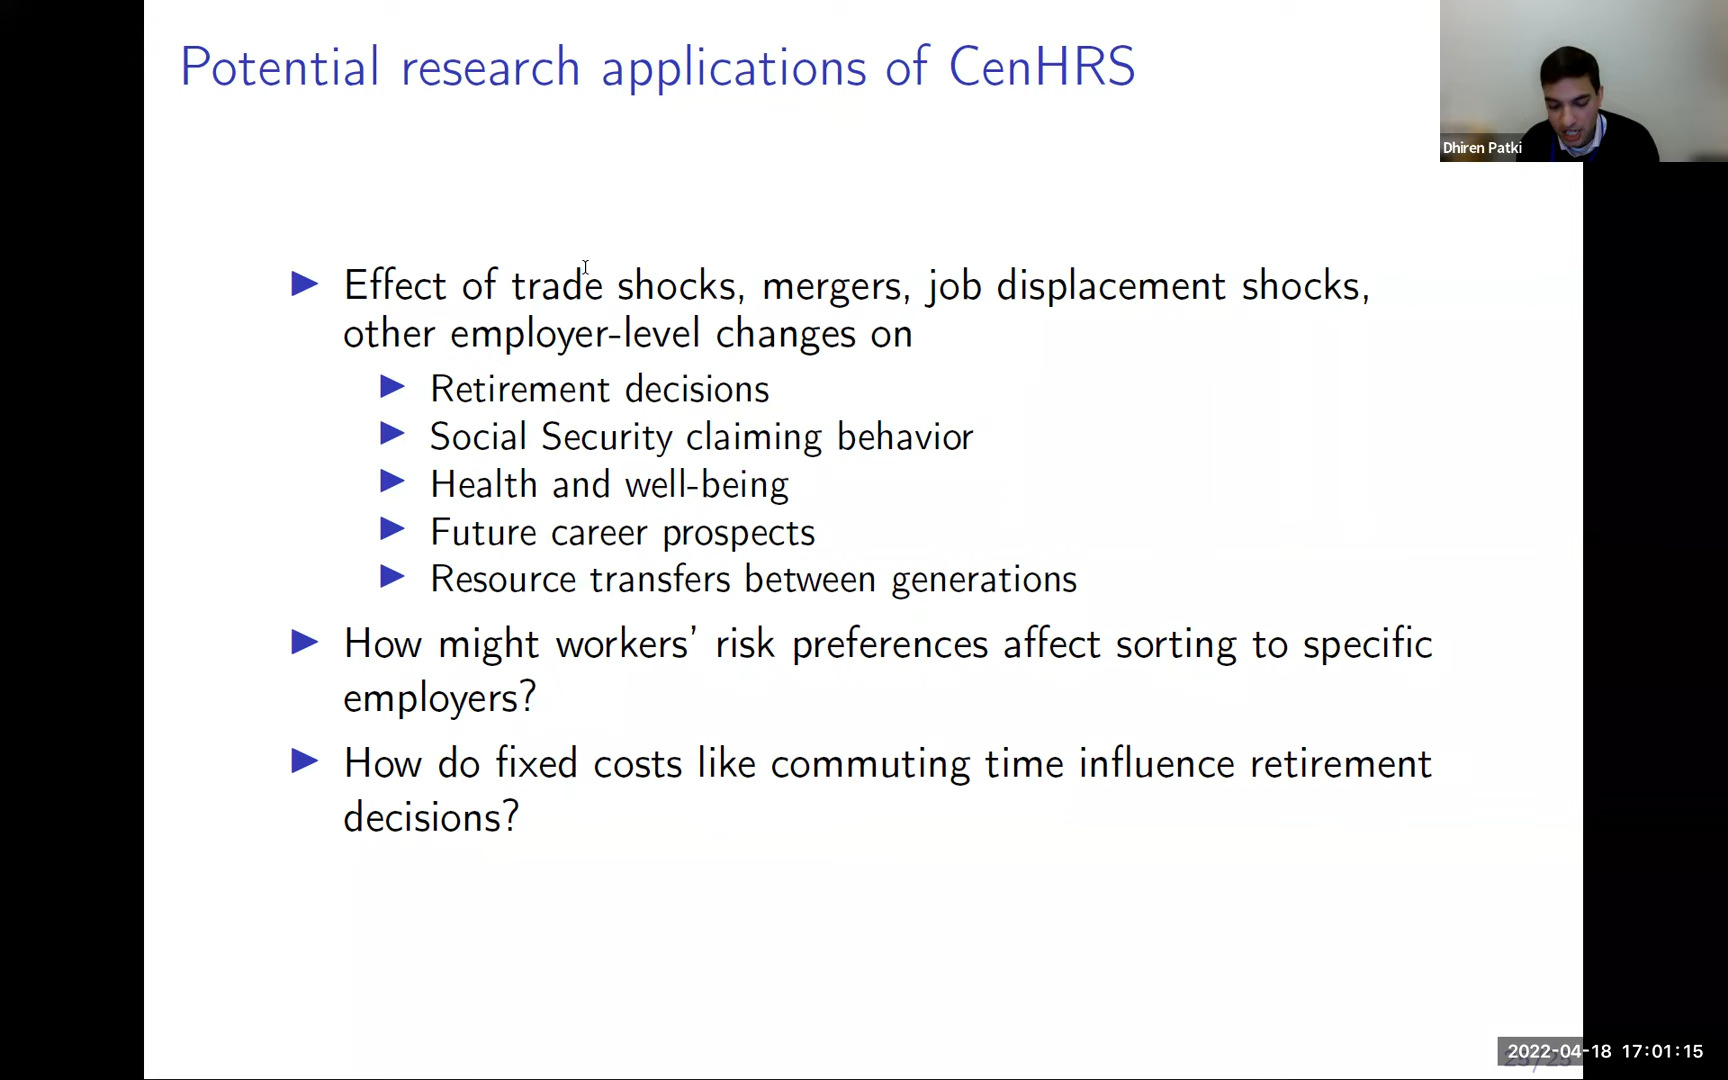 Potential research applications of CenHRS
Dhiren Patki
▶ Effect of trade shocks, mergers, job displacement shocks,
other employer-level changes on
▶ Retirement decisions
▶ Social Security claiming behavior
▶ Health and well-being
▶ Future career prospects
▶ Resource transfers between generations
▶ How might workers’ risk preferences affect sorting to specific
employers?
▶ How do fixed costs like commuting time influence retirement
decisions?
2022-04-18 17:01:15